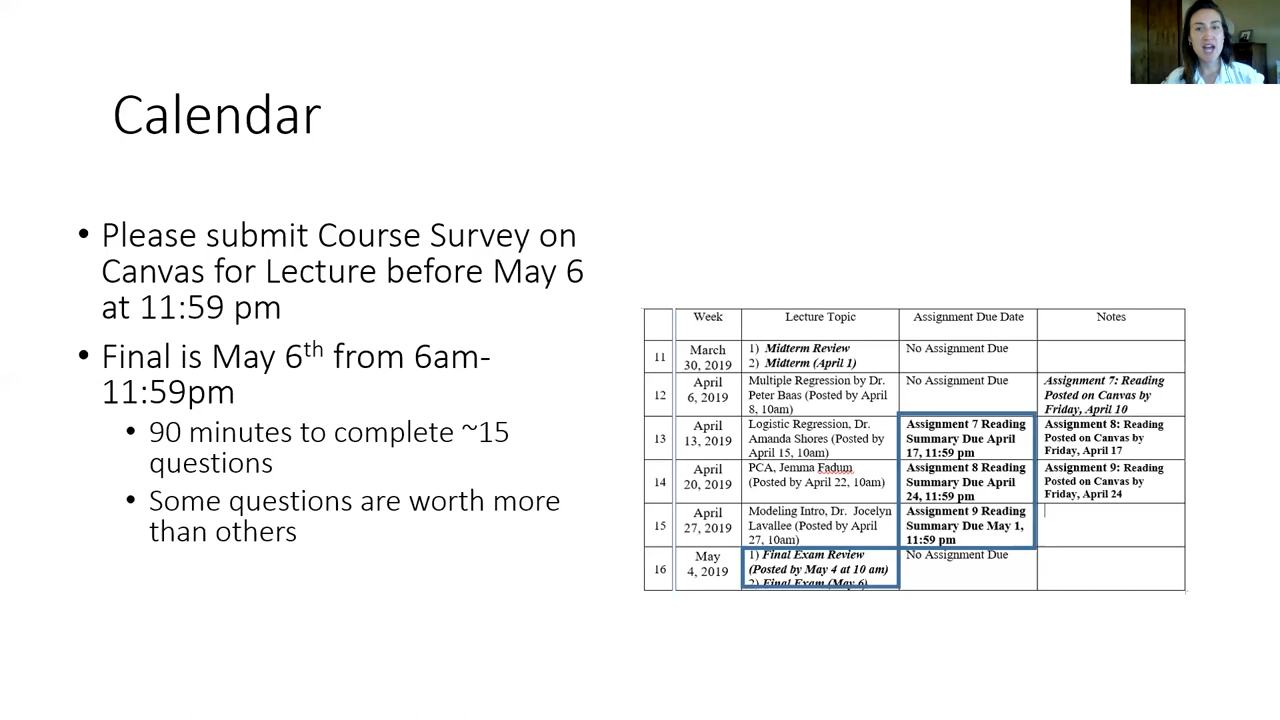 Calendar
• Please submit Course Survey on
Canvas for Lecture before May 6
at 11:59 pm
• Final is May 6th from 6am-
11:59pm
• 90 minutes to complete ~15
questions
• Some questions are worth more
than others
Week Lecture Topic Assignment Due Date Notes
11 March 30, 2019 1) Midterm Review 2) Midterm (April 1) No Assignment Due
12 April 6, 2019 Multiple Regression by Dr. Peter Baas (Posted by April 8, 10am) No Assignment Due Assignment 7: Reading Posted on Canvas by Friday, April 10
13 April 13, 2019 Logistic Regression, Dr. Amanda Shores (Posted by April 15, 10am) Assignment 7 Reading Summary Due April 17, 11:59 pm Assignment 8: Reading Posted on Canvas by Friday, April 17
14 April 20, 2019 PCA, Jemma Fadum (Posted by April 22, 10am) Assignment 8 Reading Summary Due April 24, 11:59 pm Assignment 9: Reading Posted on Canvas by Friday, April 24
15 April 27, 2019 Modeling Intro, Dr. Jocelyn Lavallee (Posted by April 27, 10am) Assignment 9 Reading Summary Due May 1, 11:59 pm
16 May 4, 2019 1) Final Exam Review (Posted by May 4 at 10 am) 2) Final Exam (May 6) No Assignment Due